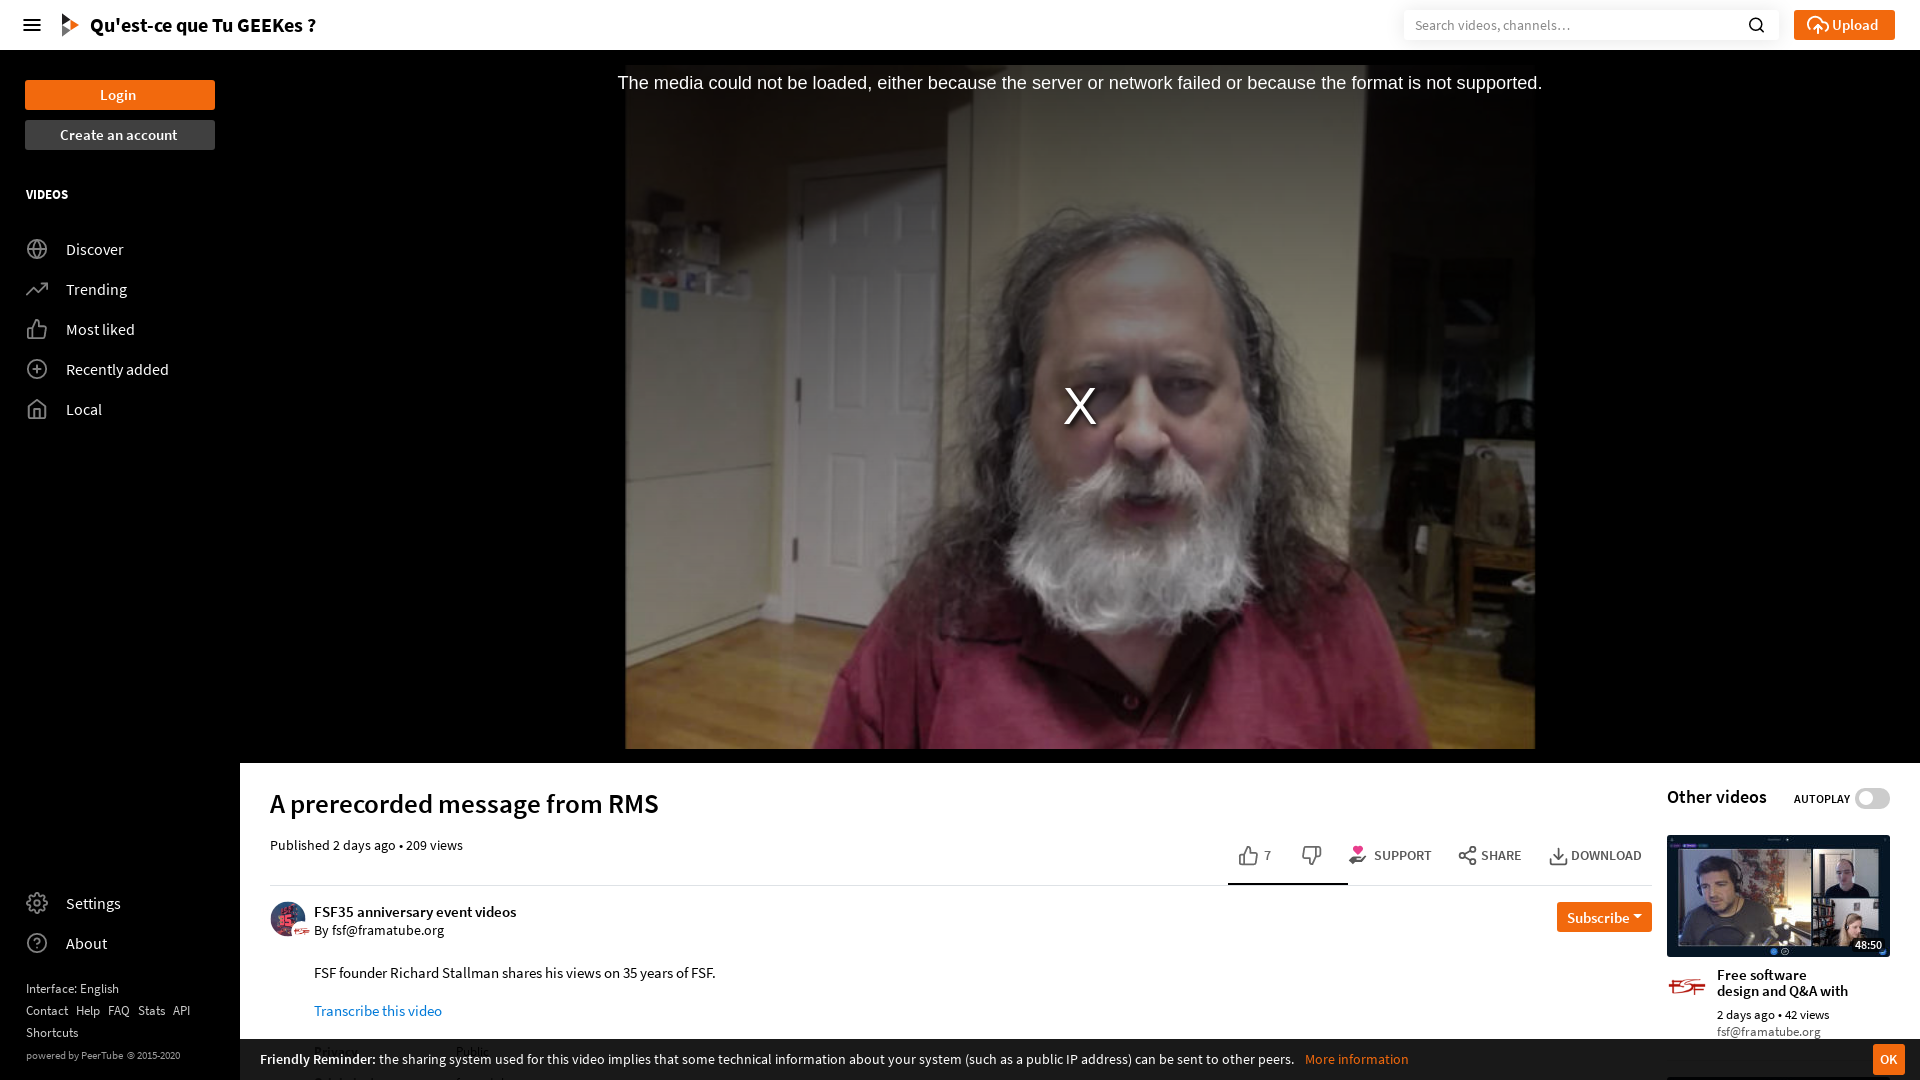 Qu'est-ce que Tu GEEKes ?
Search videos, channels…
Upload
Login
Create an account
VIDEOS
Discover
Trending
Most liked
Recently added
Local
Settings
About
Interface: English
Contact Help FAQ Stats API
Shortcuts
powered by PeerTube © 2015-2020
The media could not be loaded, either because the server or network failed or because the format is not supported.
X
A prerecorded message from RMS
Published 2 days ago • 209 views
7 SUPPORT SHARE DOWNLOAD
FSF35 anniversary event videos
By fsf@framatube.org
Subscribe
FSF founder Richard Stallman shares his views on 35 years of FSF.
Transcribe this video
Other videos AUTOPLAY
48:50
Free software
design and Q&A with
2 days ago • 42 views
fsf@framatube.org
Friendly Reminder: the sharing system used for this video implies that some technical information about your system (such as a public IP address) can be sent to other peers. More information
OK